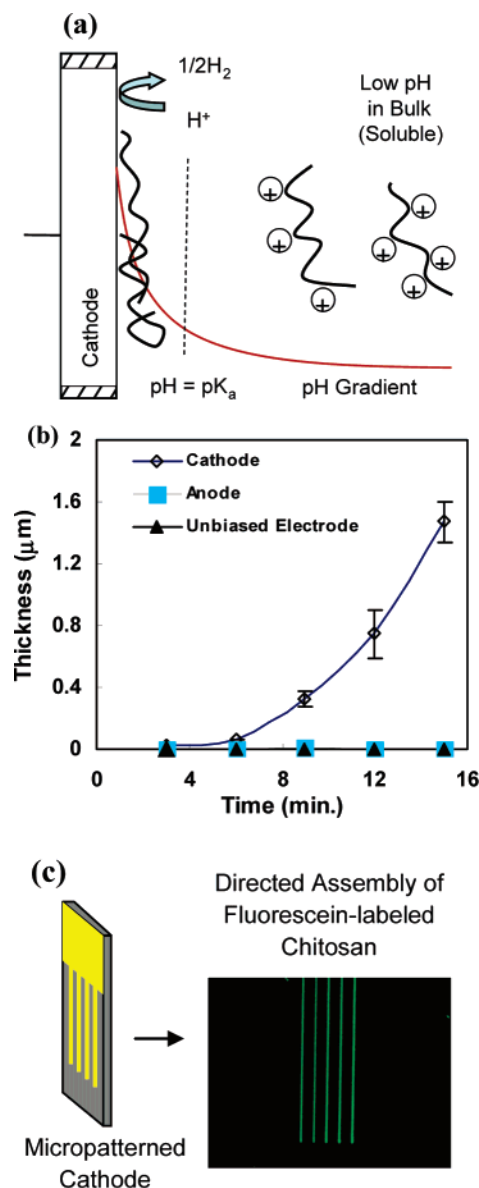 (a)
1/2H₂
H⁺
Low pH
in Bulk
(Soluble)
+
+
+
+
+
+
+
Cathode
pH = pKₐ
pH Gradient
(b)
2
1.6
1.2
0.8
0.4
0
Thickness (μm)
Cathode
Anode
Unbiased Electrode
0
4
8
12
16
Time (min.)
(c)
Directed Assembly of
Fluorescein-labeled
Chitosan
Micropatterned
Cathode